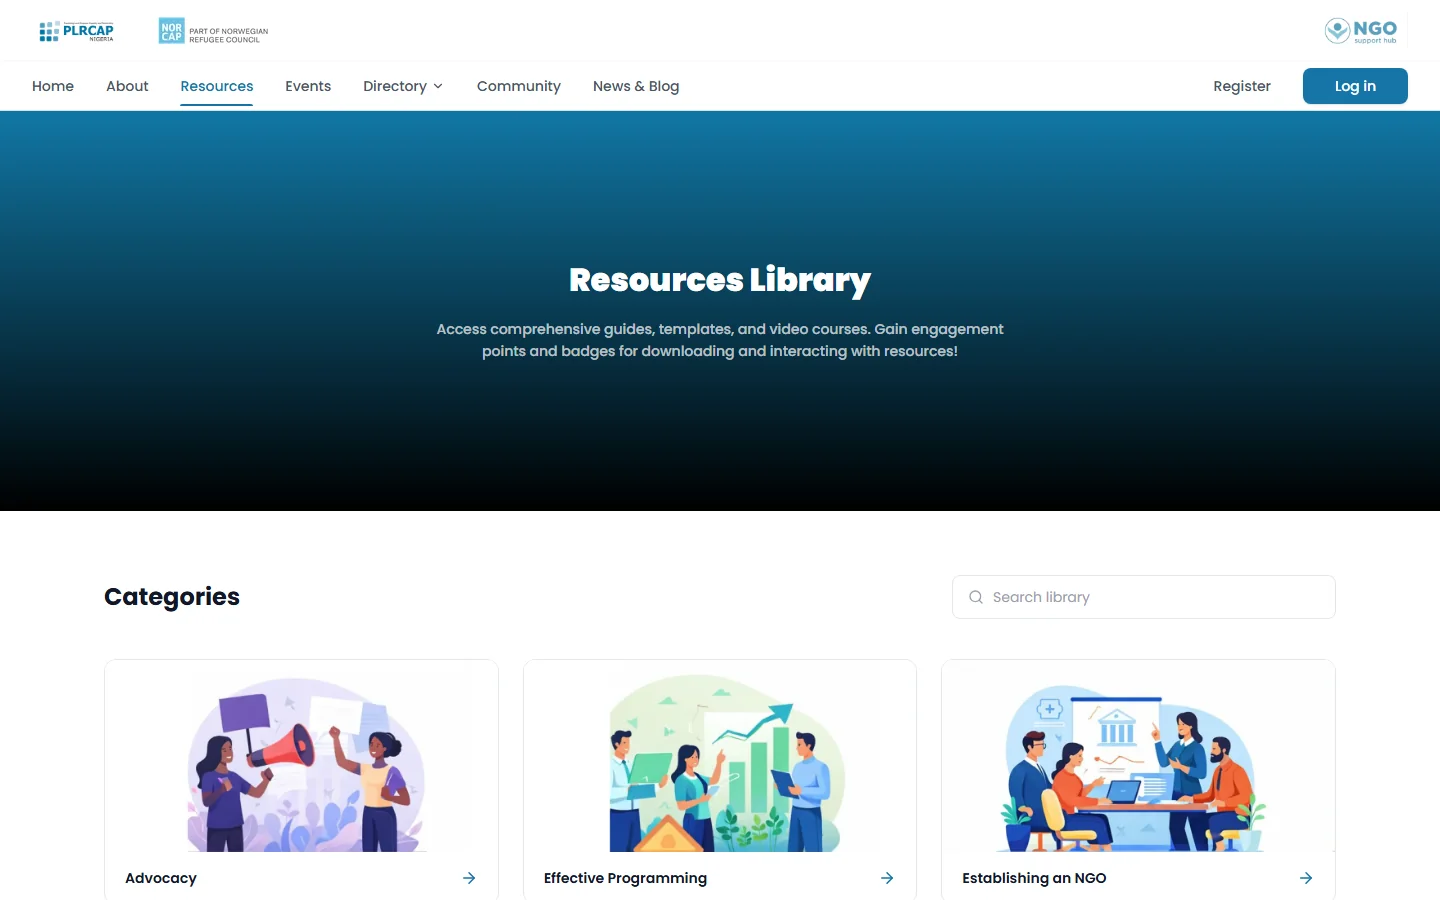 PLRCAP
NIGERIA
NOR
CAP
PART OF NORWEGIAN
REFUGEE COUNCIL
NGO
support hub
Home
About
Resources
Events
Directory
Community
News & Blog
Register
Log in
Resources Library
Access comprehensive guides, templates, and video courses. Gain engagement
points and badges for downloading and interacting with resources!
Categories
Search library
Advocacy
Effective Programming
Establishing an NGO